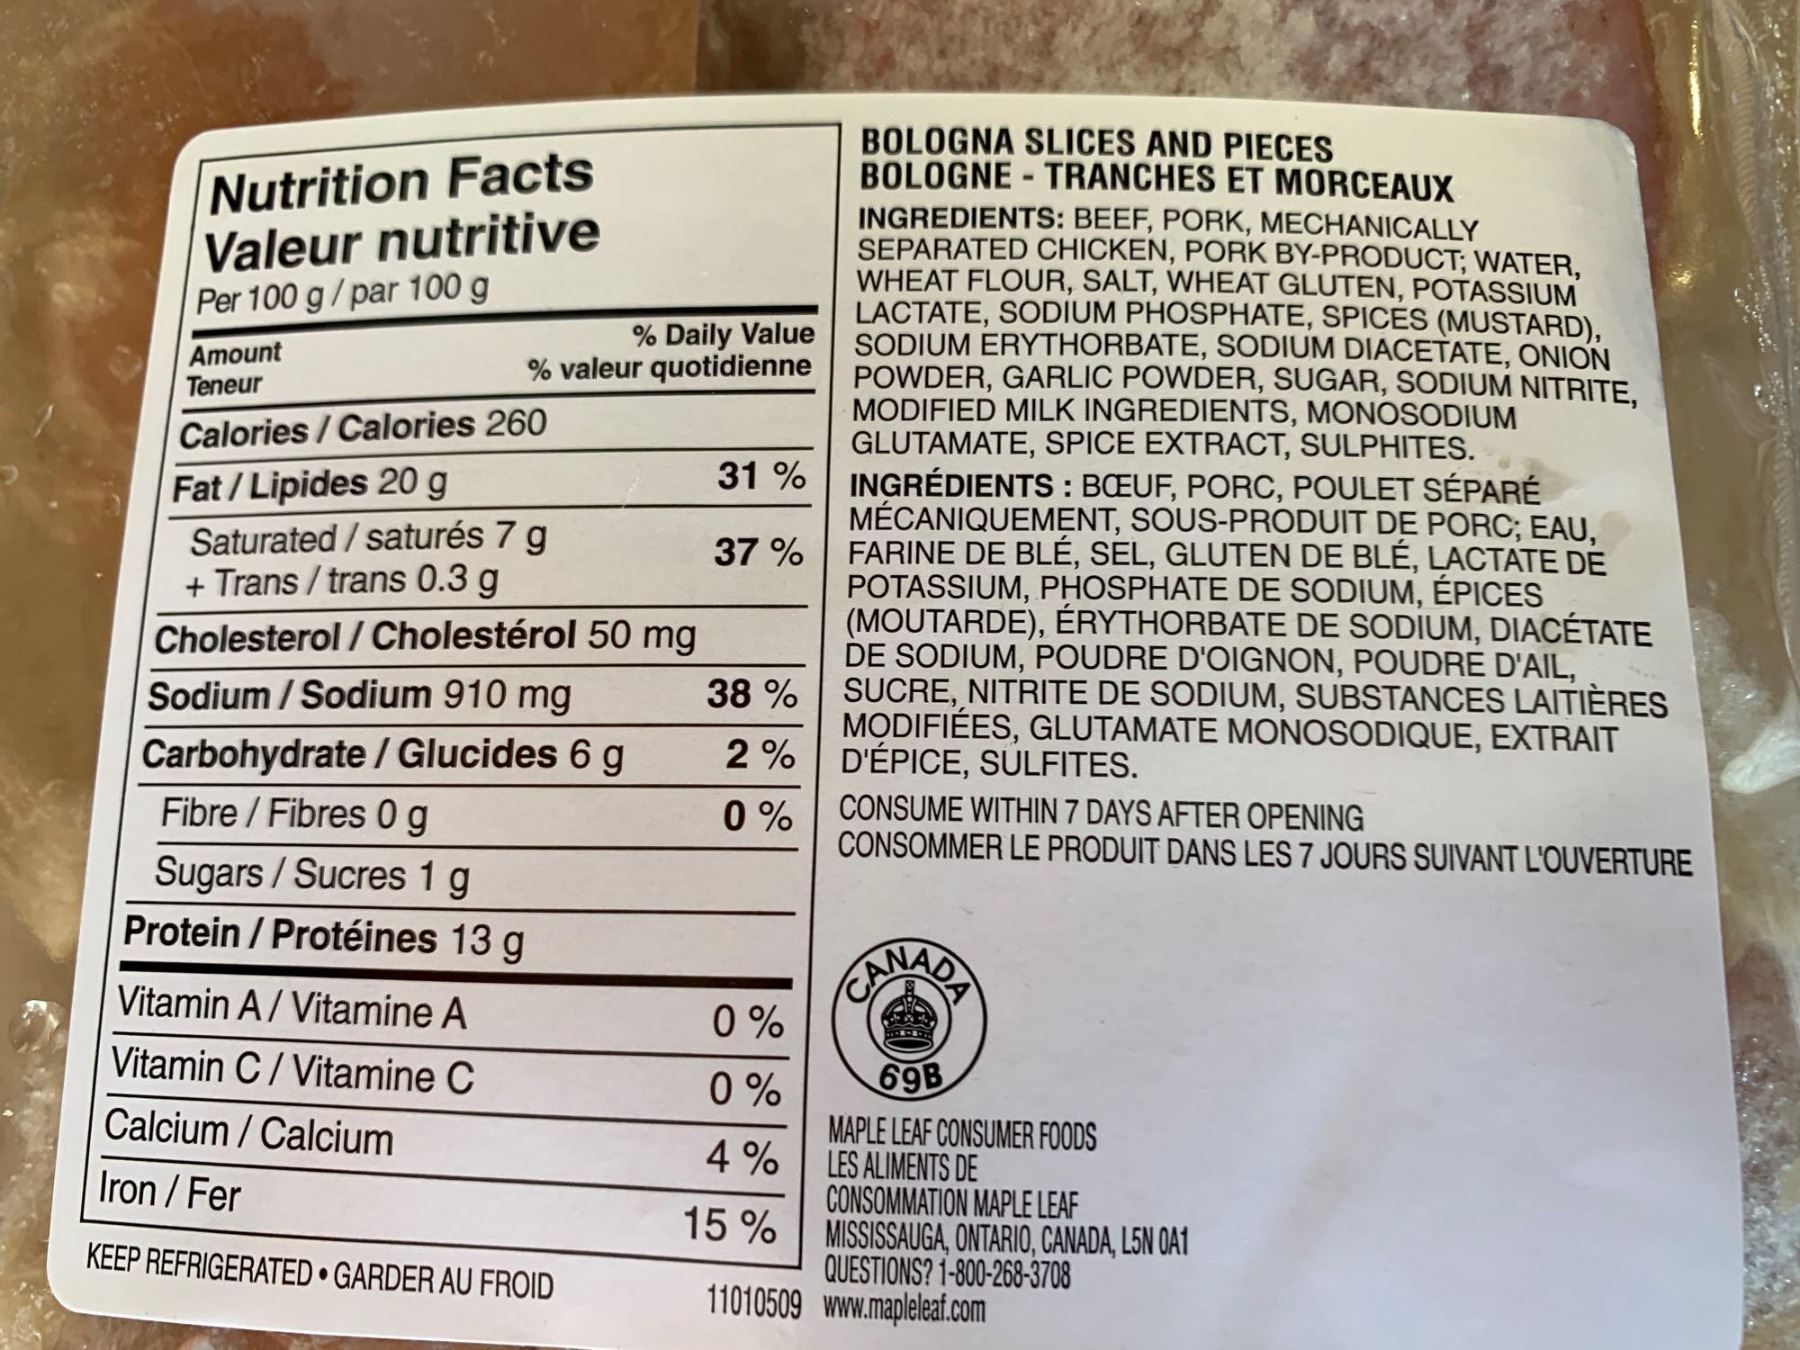 Nutrition Facts
Valeur nutritive
Per 100 g / par 100 g
Amount % Daily Value
Teneur % valeur quotidienne
Calories / Calories 260
Fat / Lipides 20 g 31 %
Saturated / saturés 7 g
+ Trans / trans 0.3 g 37 %
Cholesterol / Cholestérol 50 mg
Sodium / Sodium 910 mg 38 %
Carbohydrate / Glucides 6 g 2 %
Fibre / Fibres 0 g 0 %
Sugars / Sucres 1 g
Protein / Protéines 13 g
Vitamin A / Vitamine A 0 %
Vitamin C / Vitamine C 0 %
Calcium / Calcium 4 %
Iron / Fer 15 %
KEEP REFRIGERATED • GARDER AU FROID
11010509
BOLOGNA SLICES AND PIECES
BOLOGNE - TRANCHES ET MORCEAUX
INGREDIENTS: BEEF, PORK, MECHANICALLY
SEPARATED CHICKEN, PORK BY-PRODUCT; WATER,
WHEAT FLOUR, SALT, WHEAT GLUTEN, POTASSIUM
LACTATE, SODIUM PHOSPHATE, SPICES (MUSTARD),
SODIUM ERYTHORBATE, SODIUM DIACETATE, ONION
POWDER, GARLIC POWDER, SUGAR, SODIUM NITRITE,
MODIFIED MILK INGREDIENTS, MONOSODIUM
GLUTAMATE, SPICE EXTRACT, SULPHITES.
INGRÉDIENTS : BŒUF, PORC, POULET SÉPARÉ
MÉCANIQUEMENT, SOUS-PRODUIT DE PORC; EAU,
FARINE DE BLÉ, SEL, GLUTEN DE BLÉ, LACTATE DE
POTASSIUM, PHOSPHATE DE SODIUM, ÉPICES
(MOUTARDE), ÉRYTHORBATE DE SODIUM, DIACÉTATE
DE SODIUM, POUDRE D'OIGNON, POUDRE D'AIL,
SUCRE, NITRITE DE SODIUM, SUBSTANCES LAITIÈRES
MODIFIÉES, GLUTAMATE MONOSODIQUE, EXTRAIT
D'ÉPICE, SULFITES.
CONSUME WITHIN 7 DAYS AFTER OPENING
CONSOMMER LE PRODUIT DANS LES 7 JOURS SUIVANT L'OUVERTURE
CANADA
69B
MAPLE LEAF CONSUMER FOODS
LES ALIMENTS DE
CONSOMMATION MAPLE LEAF
MISSISSAUGA, ONTARIO, CANADA, L5N 0A1
QUESTIONS? 1-800-268-3708
www.mapleleaf.com